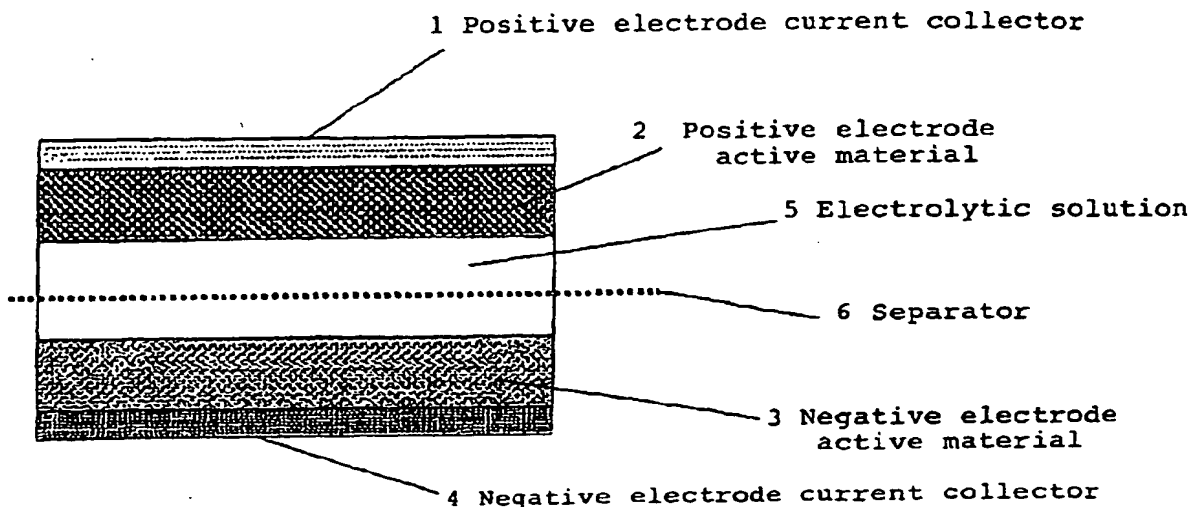 1 Positive electrode current collector
2 Positive electrode
active material
5 Electrolytic solution
6 Separator
3 Negative electrode
active material
4 Negative electrode current collector